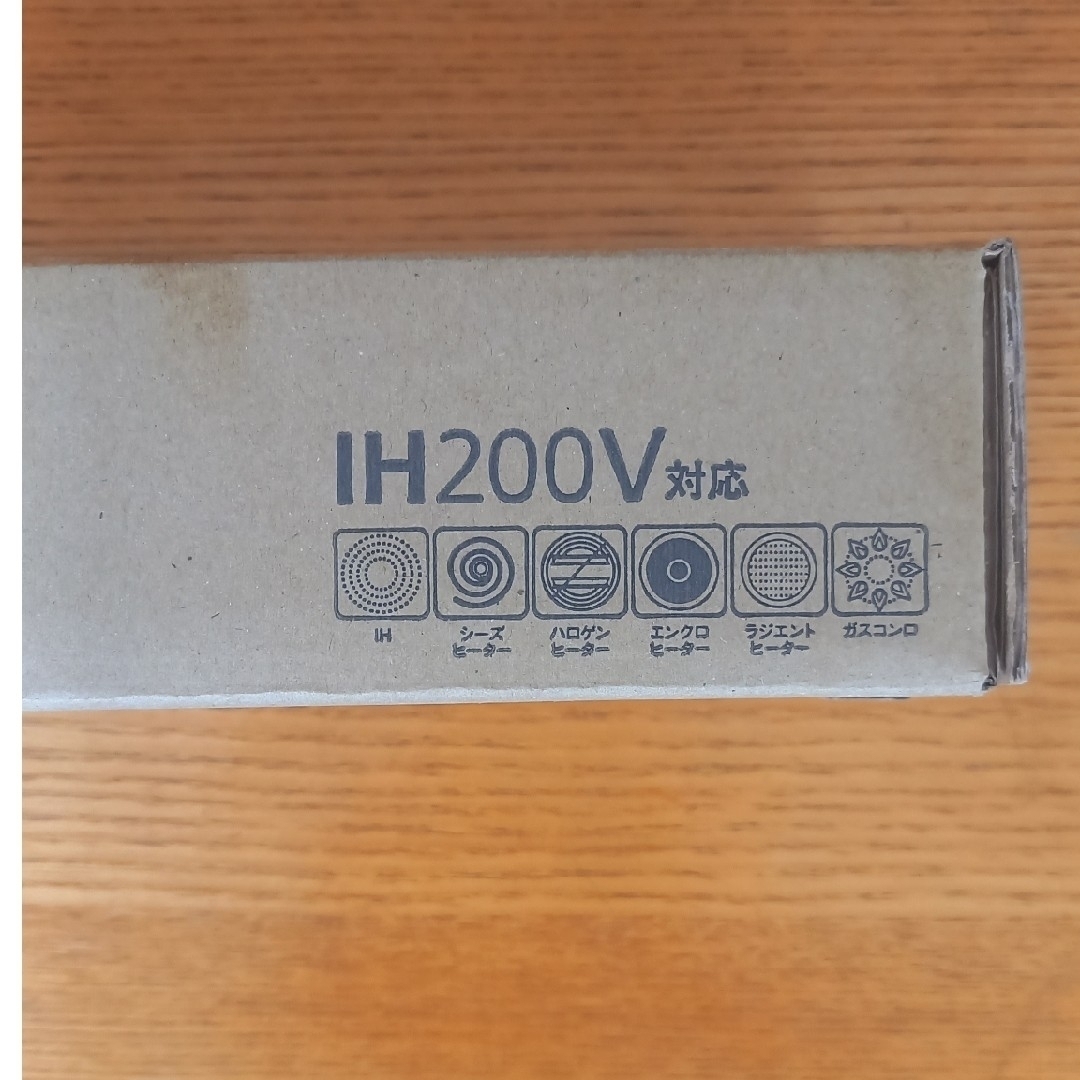 IH200V対応
IH
シーズ
ヒーター
ハロゲン
ヒーター
エンクロ
ヒーター
ラジエント
ヒーター
ガスコンロ